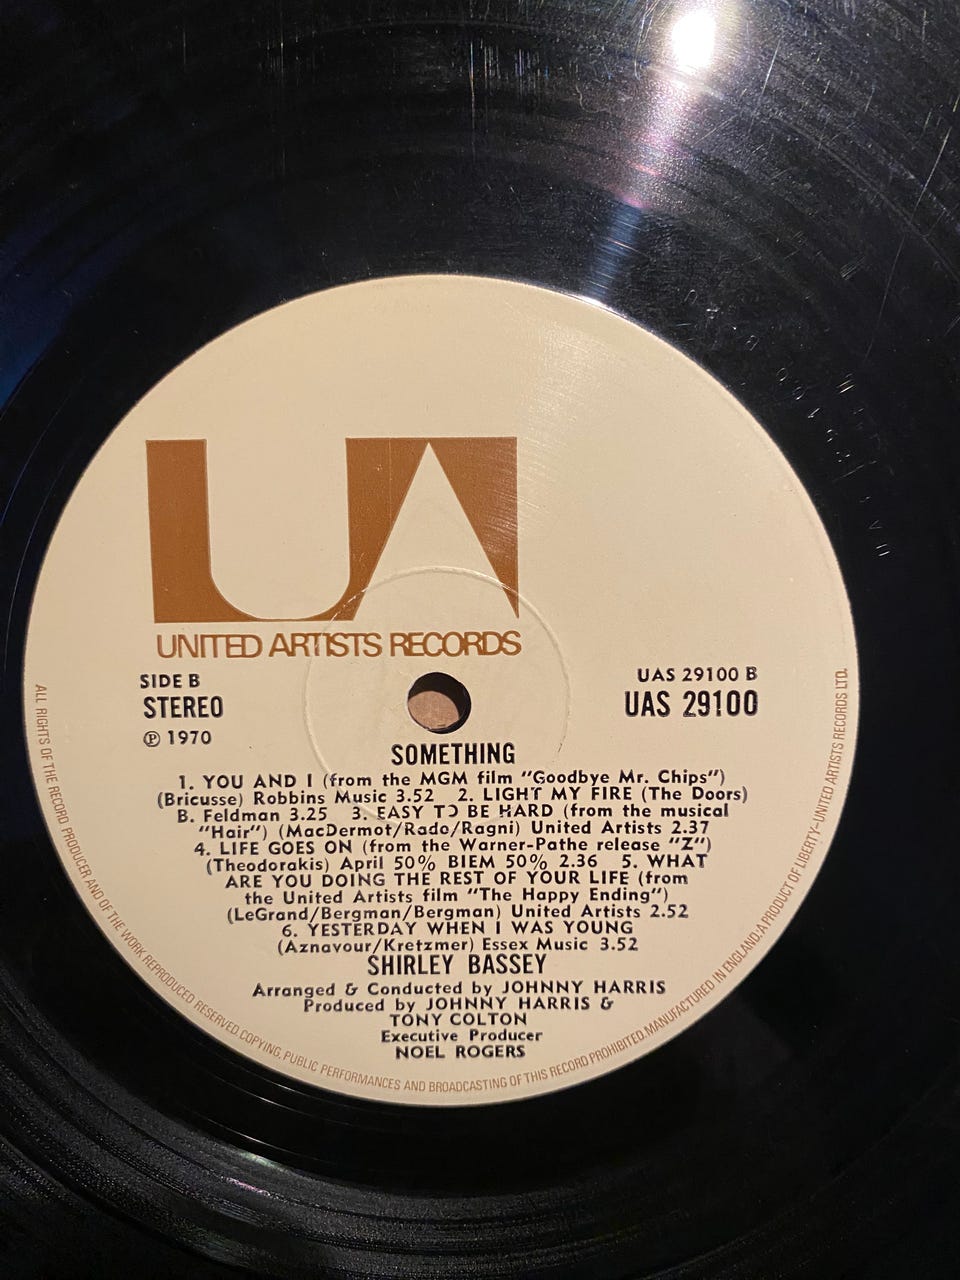 UA
UNITED ARTISTS RECORDS
SIDE B
STEREO
℗ 1970
UAS 29100 B
UAS 29100
SOMETHING
1. YOU AND I (from the MGM film "Goodbye Mr. Chips")
(Bricusse) Robbins Music 3.52 2. LIGHT MY FIRE (The Doors)
B. Feldman 3.25 3. EASY TO BE HARD (from the musical
"Hair") (MacDermot/Rado/Ragni) United Artists 2.37
4. LIFE GOES ON (from the Warner-Pathe release "Z")
(Theodorakis) April 50% BIEM 50% 2.36 5. WHAT
ARE YOU DOING THE REST OF YOUR LIFE (from
the United Artists film "The Happy Ending")
(LeGrand/Bergman/Bergman) United Artists 2.52
6. YESTERDAY WHEN I WAS YOUNG
(Aznavour/Kretzmer) Essex Music 3.52
SHIRLEY BASSEY
Arranged & Conducted by JOHNNY HARRIS
Produced by JOHNNY HARRIS &
TONY COLTON
Executive Producer
NOEL ROGERS
ALL RIGHTS OF THE RECORD PRODUCER AND OF THE WORK REPRODUCED RESERVED.COPYING, PUBLIC PERFORMANCES AND BROADCASTING OF THIS RECORD PROHIBITED.MANUFACTURED IN ENGLAND:A PRODUCT OF LIBERTY–UNITED ARTISTS RECORDS LTD.